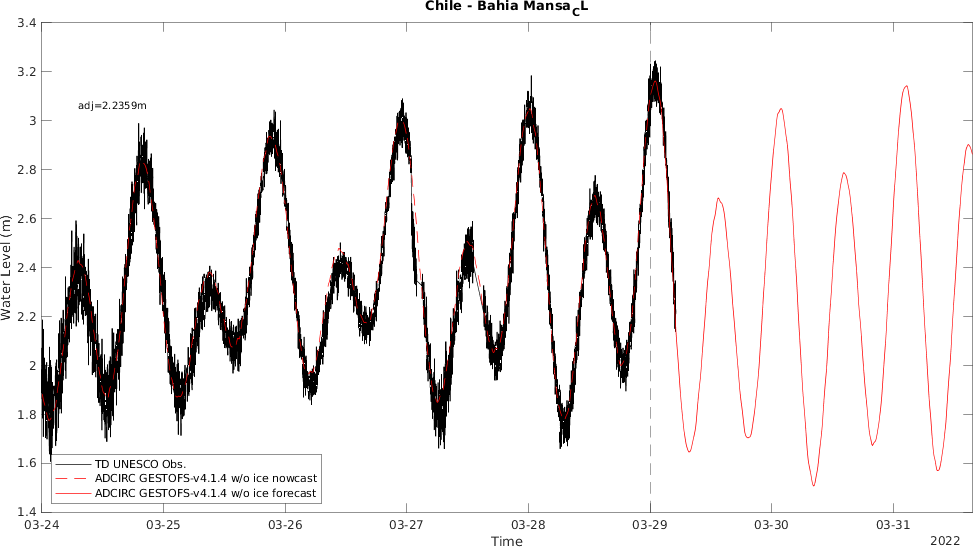 Chile - Bahia MansaCL
3.4
3.2
3
2.8
2.6
2.4
2.2
2
1.8
1.6
1.4
Water Level (m)
adj=2.2359m
TD UNESCO Obs.
ADCIRC GESTOFS-v4.1.4 w/o ice nowcast
ADCIRC GESTOFS-v4.1.4 w/o ice forecast
03-24 03-25 03-26 03-27 03-28 03-29 03-30 03-31
Time
2022